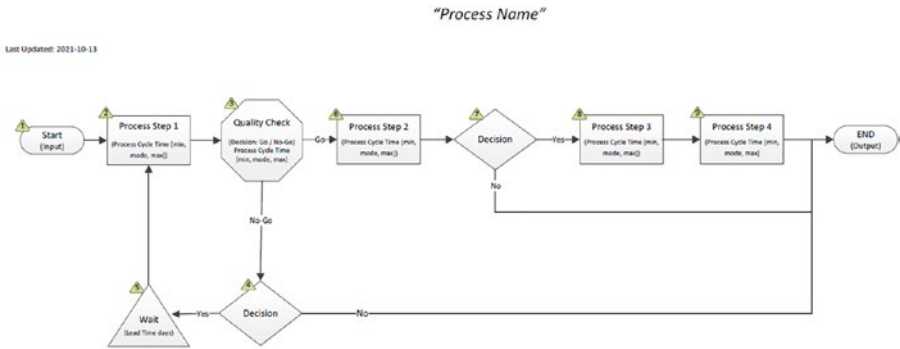 "Process Name"
Last Updated: 2021-10-13
1
Start
(Input)
2
Process Step 1
(Process Cycle Time [min,
mode, max])
3
Quality Check
(Decision: Go / No-Go)
Process Cycle Time
[min, mode, max]
Go
6
Process Step 2
(Process Cycle Time [min,
mode, max])
7
Decision
Yes
8
Process Step 3
(Process Cycle Time [min,
mode, max])
9
Process Step 4
(Process Cycle Time [min,
mode, max]
END
(Output)
No
No-Go
5
Wait
(Lead Time days)
Yes
4
Decision
No